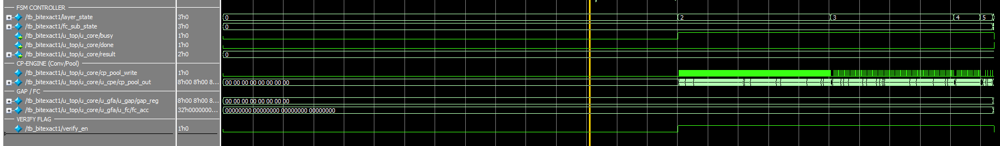 FSM CONTROLLER
/tb_bitexact1/layer_state 3'h0 0 2 3 4 5
/tb_bitexact1/fc_sub_state 3'h0 0
/tb_bitexact1/u_top/u_core/busy 1'h0
/tb_bitexact1/u_top/u_core/done 1'h0
/tb_bitexact1/u_top/u_core/result 2'h0 0
CP-ENGINE (Conv/Pool)
/tb_bitexact1/u_top/u_core/cp_pool_write 1'h0
/tb_bitexact1/u_top/u_core/u_cpe/cp_pool_out 8'h00 8'h00 8... 00 00 00 00 00 00 00 00
GAP / FC
/tb_bitexact1/u_top/u_core/u_gfa/u_gap/gap_reg 8'h00 8'h00 8... 00 00 00 00 00 00 00 00
/tb_bitexact1/u_top/u_core/u_gfa/u_fc/fc_acc 32'h0000000... 00000000 00000000 00000000 00000000
VERIFY FLAG
/tb_bitexact1/verify_en 1'h0